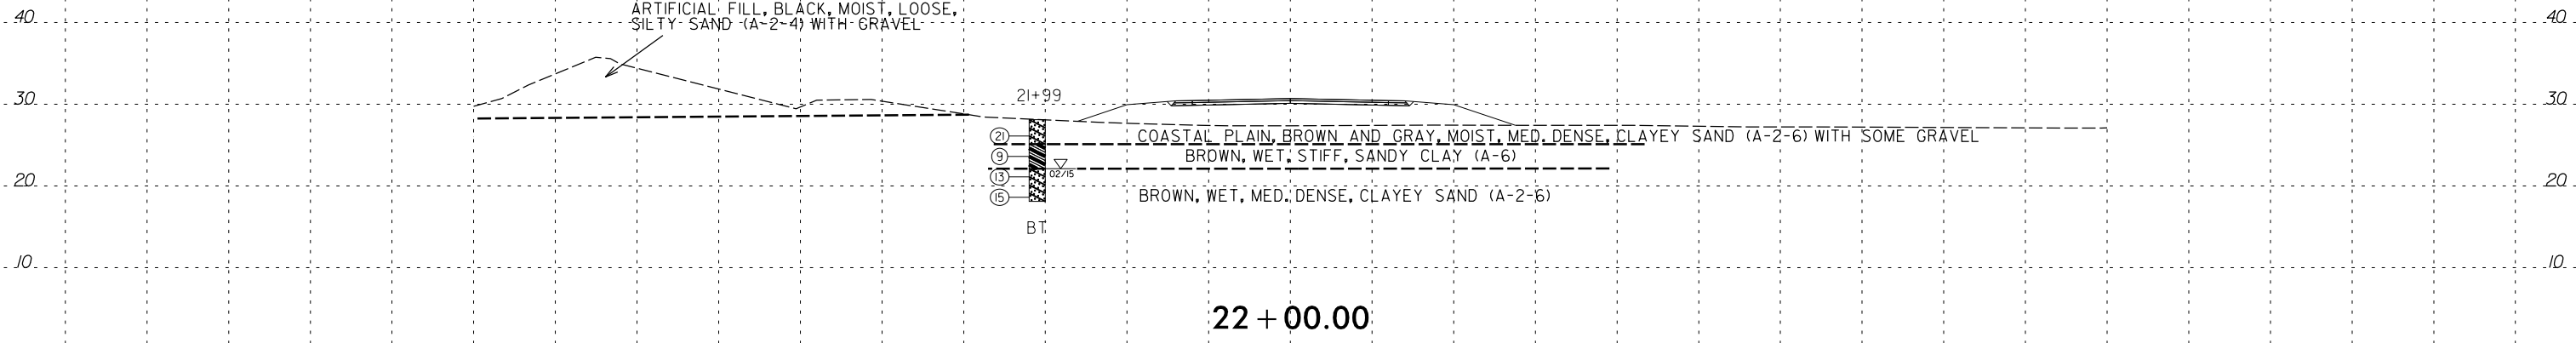 ARTIFICIAL FILL, BLACK, MOIST, LOOSE,
40 40
SILTY SAND (A-2-4) WITH GRAVEL
21+99
30 30
21 COASTAL PLAIN, BROWN AND GRAY, MOIST, MED. DENSE, CLAYEY SAND (A-2-6) WITH SOME GRAVEL
9 BROWN, WET, STIFF, SANDY CLAY (A-6)
13 02/15
20 20
15 BROWN, WET, MED. DENSE, CLAYEY SAND (A-2-6)
BT
10 10
22+00.00